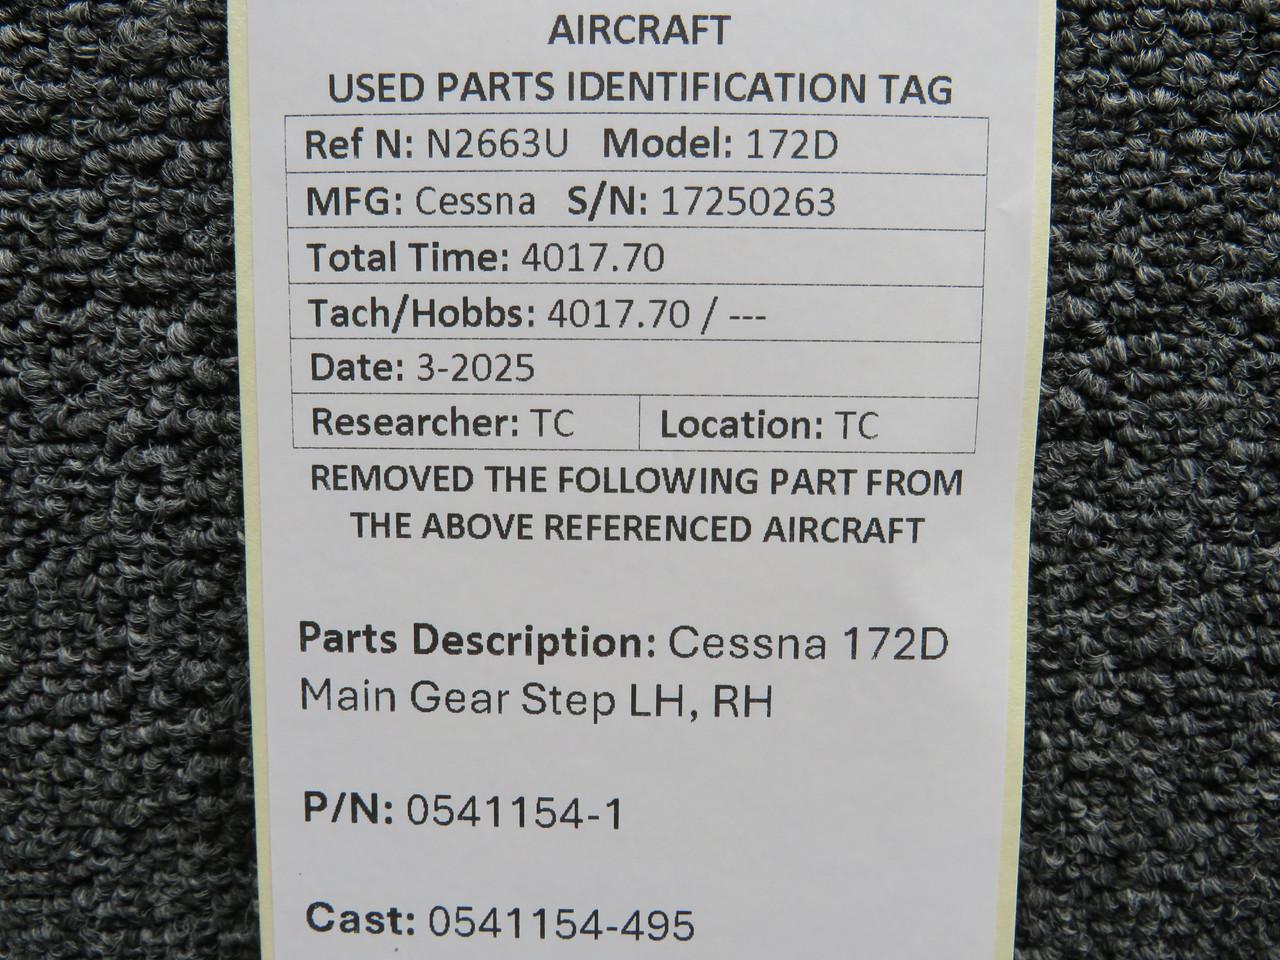 AIRCRAFT
USED PARTS IDENTIFICATION TAG
Ref N: N2663U Model: 172D
MFG: Cessna S/N: 17250263
Total Time: 4017.70
Tach/Hobbs: 4017.70 / ---
Date: 3-2025
Researcher: TC Location: TC
REMOVED THE FOLLOWING PART FROM
THE ABOVE REFERENCED AIRCRAFT
Parts Description: Cessna 172D
Main Gear Step LH, RH
P/N: 0541154-1
Cast: 0541154-495